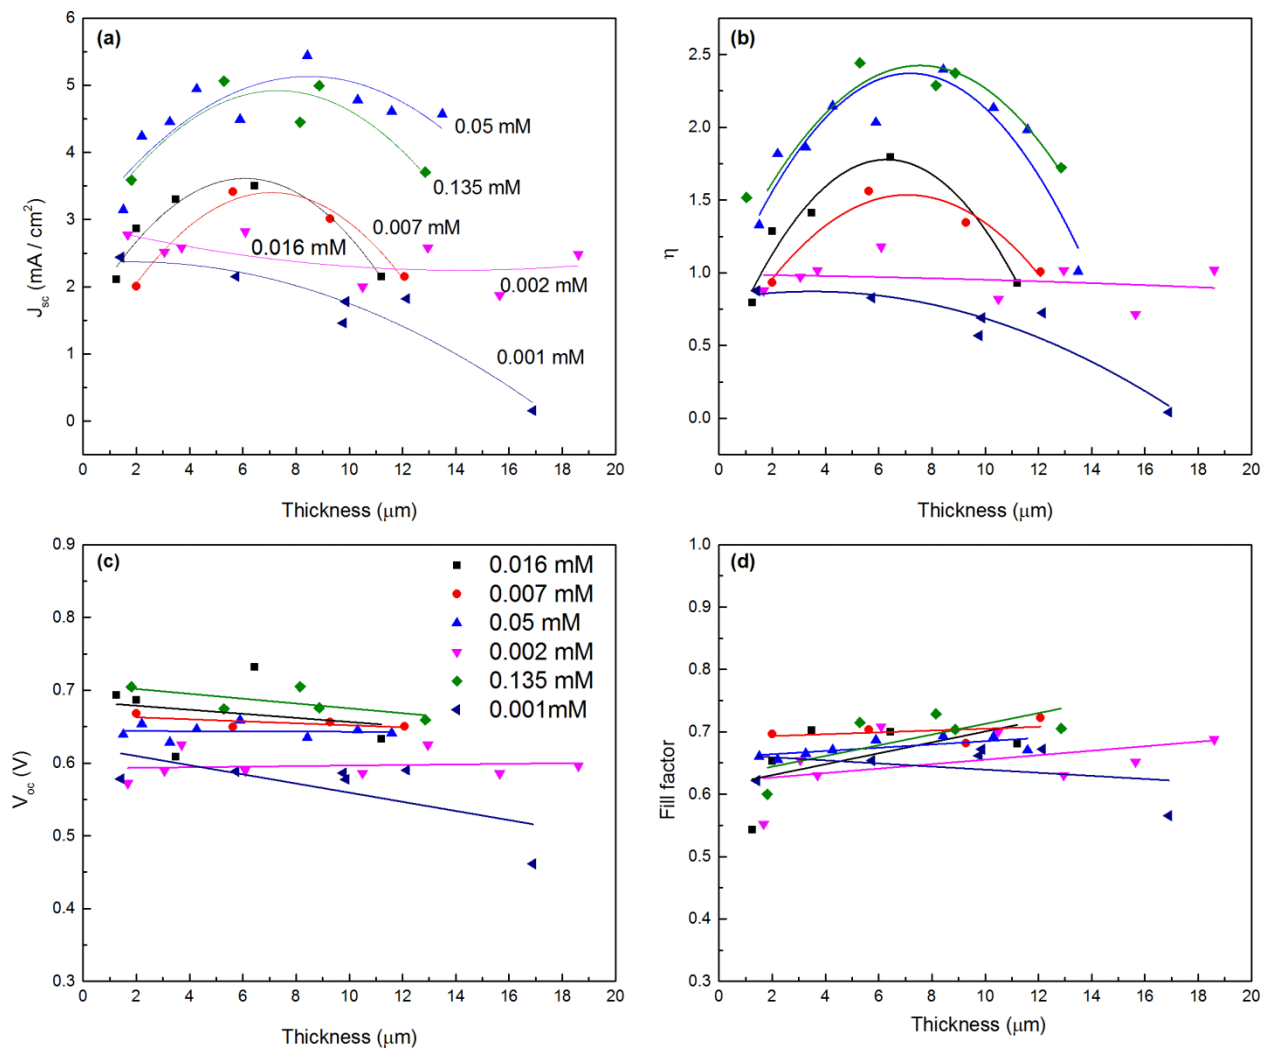 (a)
6
5
4
3
2
1
0
J_sc (mA / cm²)
0.05 mM
0.135 mM
0.007 mM
0.016 mM
0.002 mM
0.001 mM
0 2 4 6 8 10 12 14 16 18 20
Thickness (μm)
(b)
2.5
2.0
1.5
1.0
0.5
0.0
η
0 2 4 6 8 10 12 14 16 18 20
Thickness (μm)
(c)
0.9
0.8
0.7
0.6
0.5
0.4
0.3
V_oc (V)
0.016 mM
0.007 mM
0.05 mM
0.002 mM
0.135 mM
0.001mM
0 2 4 6 8 10 12 14 16 18 20
Thickness (μm)
(d)
1.0
0.9
0.8
0.7
0.6
0.5
0.4
0.3
Fill factor
0 2 4 6 8 10 12 14 16 18 20
Thickness (μm)